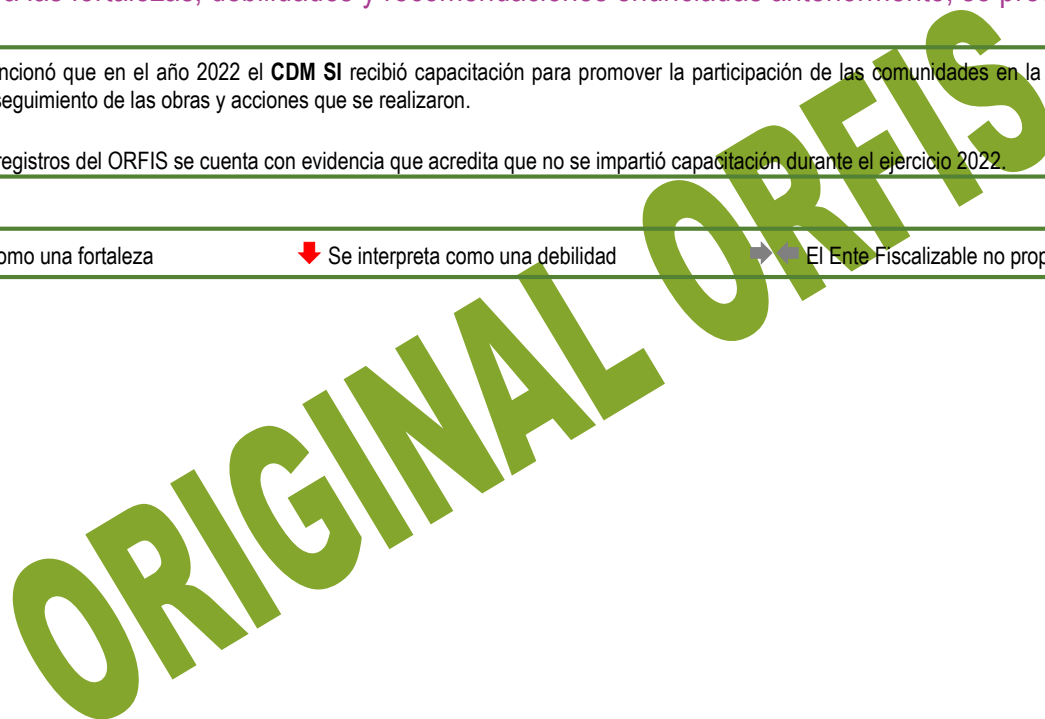 a las fortalezas, debilidades y recomendaciones enunciadas anteriormente, se
ncionó que en el año 2022 el CDM SI recibió capacitación para promover la participación de las comunidades en la
seguimiento de las obras y acciones que se realizaron.
registros del ORFIS se cuenta con evidencia que acredita que no se impartió capacitación durante el ejercicio 2022.
omo una fortaleza Se interpreta como una debilidad El Ente Fiscalizable no prop
ORIGINAL ORFIS